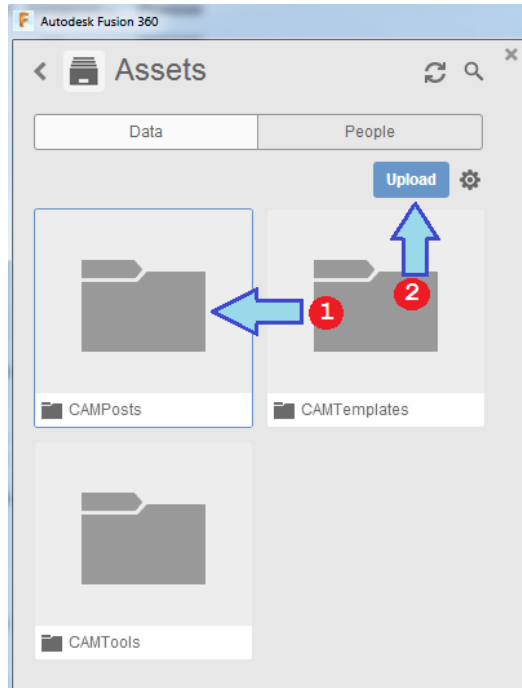 Autodesk Fusion 360
Assets
Data People
Upload
1
2
CAMPosts CAMTemplates
CAMTools